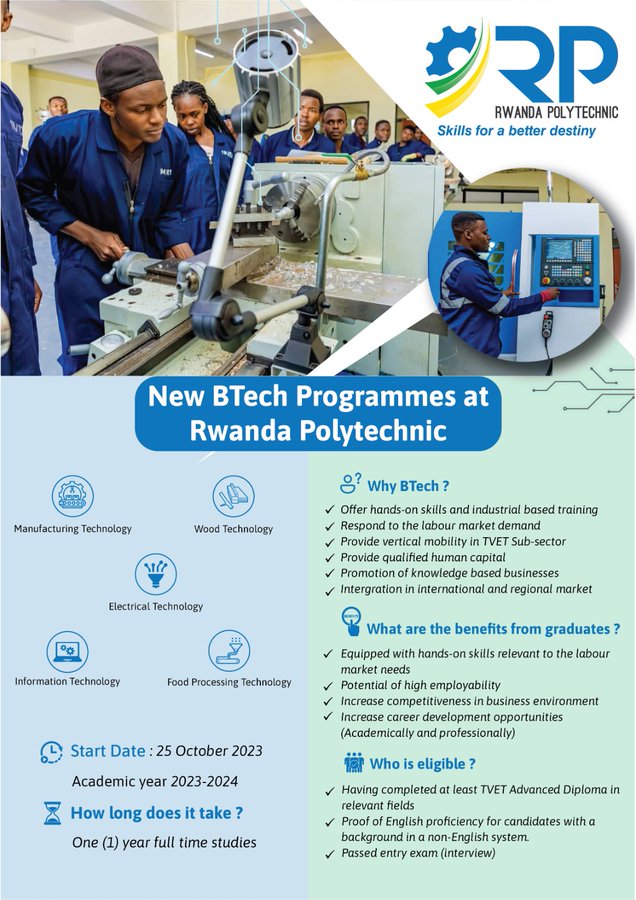 RP
RWANDA POLYTECHNIC
Skills for a better destiny
New BTech Programmes at
Rwanda Polytechnic
Manufacturing Technology
Wood Technology
Electrical Technology
Information Technology
Food Processing Technology
Start Date : 25 October 2023
Academic year 2023-2024
How long does it take ?
One (1) year full time studies
Why BTech ?
Offer hands-on skills and industrial based training
Respond to the labour market demand
Provide vertical mobility in TVET Sub-sector
Provide qualified human capital
Promotion of knowledge based businesses
Intergration in international and regional market
What are the benefits from graduates ?
Equipped with hands-on skills relevant to the labour
market needs
Potential of high employability
Increase competitiveness in business environment
Increase career development opportunities
(Academically and professionally)
Who is eligible ?
Having completed at least TVET Advanced Diploma in
relevant fields
Proof of English proficiency for candidates with a
background in a non-English system.
Passed entry exam (interview)